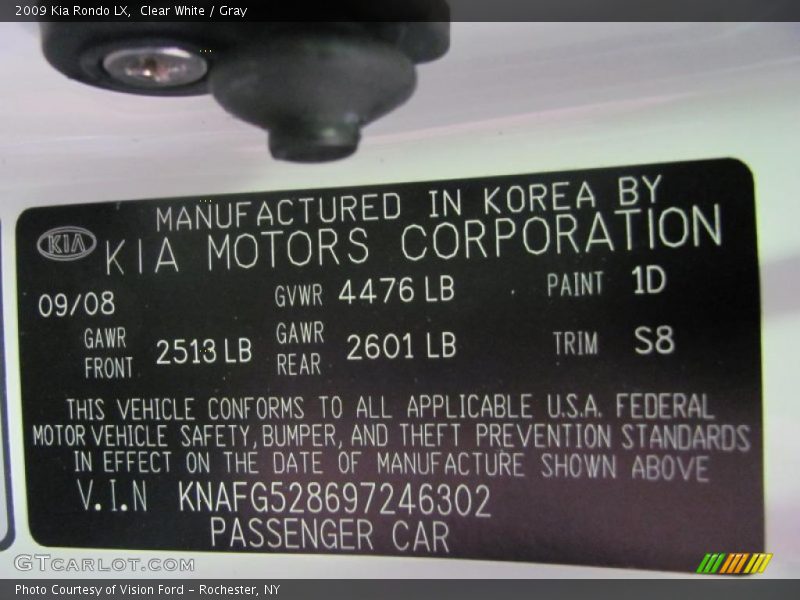 2009 Kia Rondo LX,  Clear White / Gray
MANUFACTURED IN KOREA BY
KIA KIA MOTORS CORPORATION
09/08 GVWR 4476 LB PAINT 1D
GAWR FRONT 2513 LB GAWR REAR 2601 LB TRIM S8
THIS VEHICLE CONFORMS TO ALL APPLICABLE U.S.A. FEDERAL
MOTOR VEHICLE SAFETY, BUMPER, AND THEFT PREVENTION STANDARDS
IN EFFECT ON THE DATE OF MANUFACTURE SHOWN ABOVE
V.I.N KNAFG528697246302
PASSENGER CAR
GTCARLOT.COM
Photo Courtesy of Vision Ford – Rochester, NY